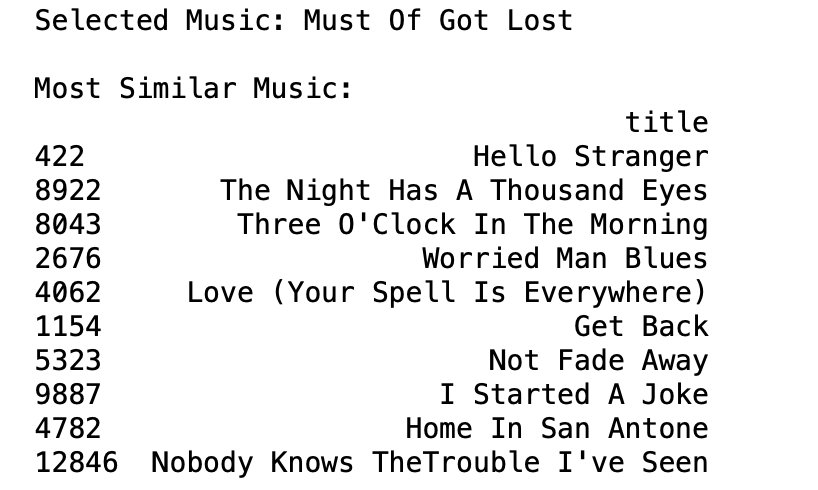 Selected Music: Must Of Got Lost
Most Similar Music:
title
422 Hello Stranger
8922 The Night Has A Thousand Eyes
8043 Three O'Clock In The Morning
2676 Worried Man Blues
4062 Love (Your Spell Is Everywhere)
1154 Get Back
5323 Not Fade Away
9887 I Started A Joke
4782 Home In San Antone
12846 Nobody Knows TheTrouble I've Seen